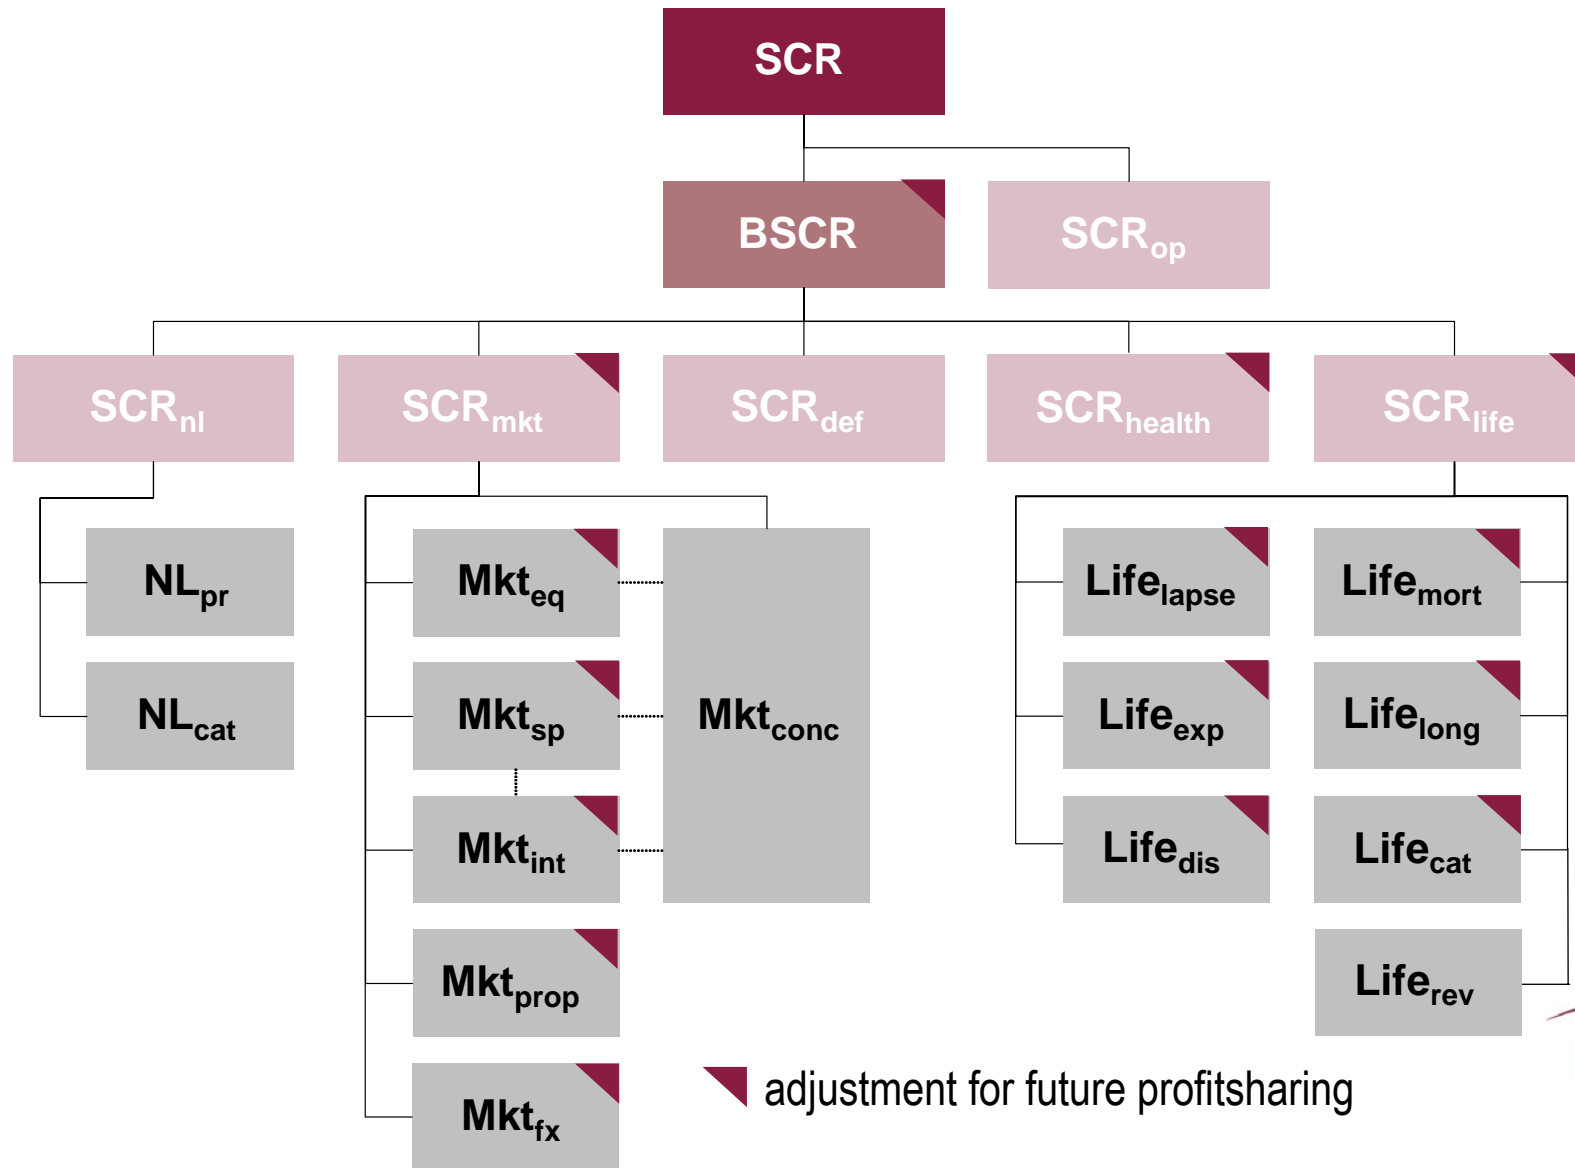 SCR
BSCR
SCRop
SCRnl
SCRmkt
SCRdef
SCRhealth
SCRlife
NLpr
Mkteq
Lifelapse
Lifemort
NLcat
Mktsp
Mktconc
Lifeexp
Lifelong
Mktint
Lifedis
Lifecat
Mktprop
Liferev
Mktfx
adjustment for future profitsharing